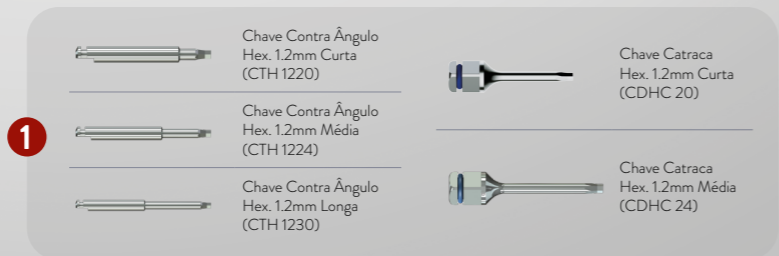 1
Chave Contra Ângulo
Hex. 1.2mm Curta
(CTH 1220)
Chave Contra Ângulo
Hex. 1.2mm Média
(CTH 1224)
Chave Contra Ângulo
Hex. 1.2mm Longa
(CTH 1230)
Chave Catraca
Hex. 1.2mm Curta
(CDHC 20)
Chave Catraca
Hex. 1.2mm Média
(CDHC 24)